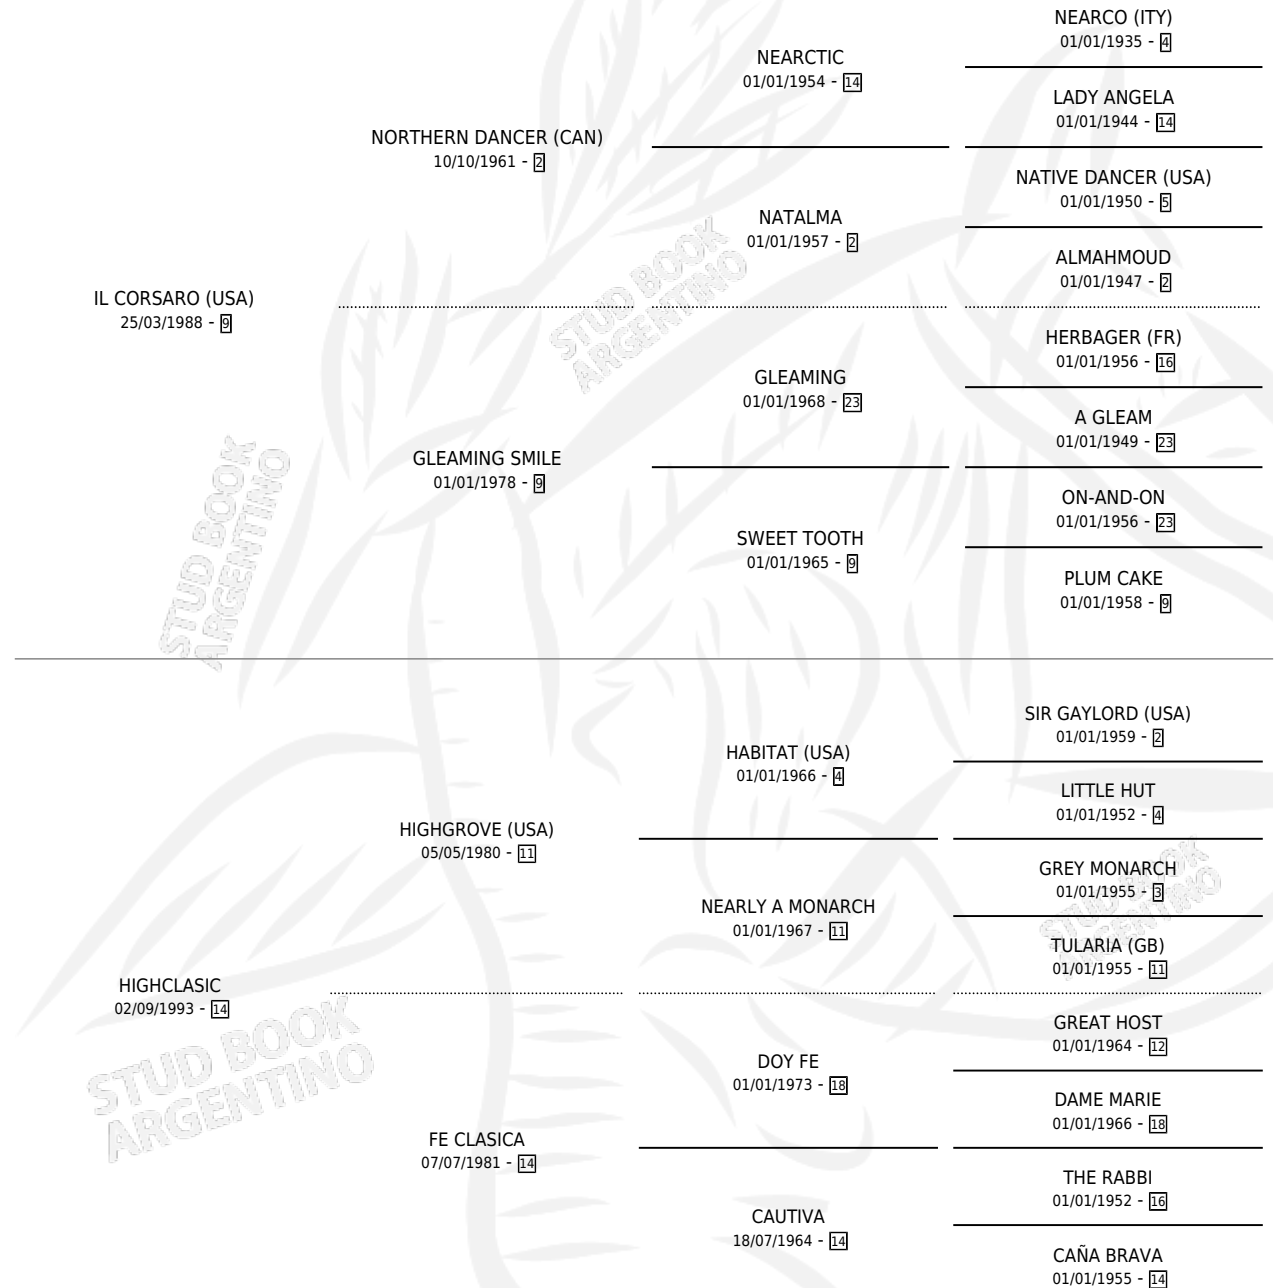 NEARCO (ITY)
01/01/1935 - 4
NEARCTIC
01/01/1954 - 14
LADY ANGELA
01/01/1944 - 14
NORTHERN DANCER (CAN)
10/10/1961 - 2
NATIVE DANCER (USA)
01/01/1950 - 5
NATALMA
01/01/1957 - 2
ALMAHMOUD
01/01/1947 - 2
IL CORSARO (USA)
25/03/1988 - 9
HERBAGER (FR)
01/01/1956 - 16
GLEAMING
01/01/1968 - 23
A GLEAM
01/01/1949 - 23
GLEAMING SMILE
01/01/1978 - 9
ON-AND-ON
01/01/1956 - 23
SWEET TOOTH
01/01/1965 - 9
PLUM CAKE
01/01/1958 - 9
STUD BOOK
ARGENTINO
STUD BOOK
ARGENTINO
SIR GAYLORD (USA)
01/01/1959 - 2
HABITAT (USA)
01/01/1966 - 4
LITTLE HUT
01/01/1952 - 4
HIGHGROVE (USA)
05/05/1980 - 11
GREY MONARCH
01/01/1955 - 3
NEARLY A MONARCH
01/01/1967 - 11
TULARIA (GB)
01/01/1955 - 11
HIGHCLASIC
02/09/1993 - 14
GREAT HOST
01/01/1964 - 12
DOY FE
01/01/1973 - 18
DAME MARIE
01/01/1966 - 18
FE CLASICA
07/07/1981 - 14
THE RABBI
01/01/1952 - 16
CAUTIVA
18/07/1964 - 14
CAÑA BRAVA
01/01/1955 - 14
STUD BOOK
ARGENTINO
STUD BOOK
ARGENTINO